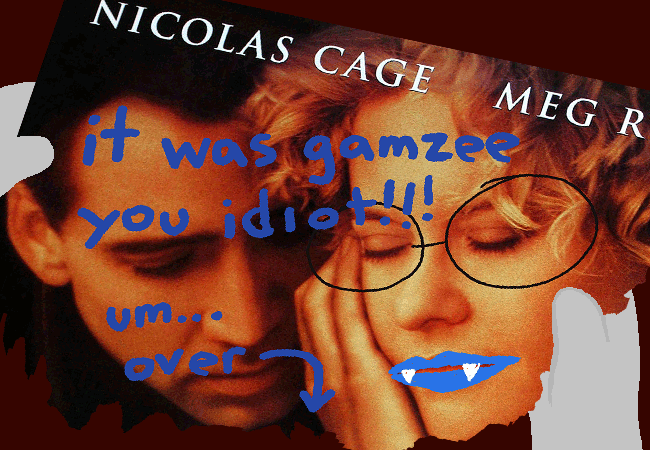 NICOLAS CAGE MEG R
it was gamzee
you idiot!!!
um...
over